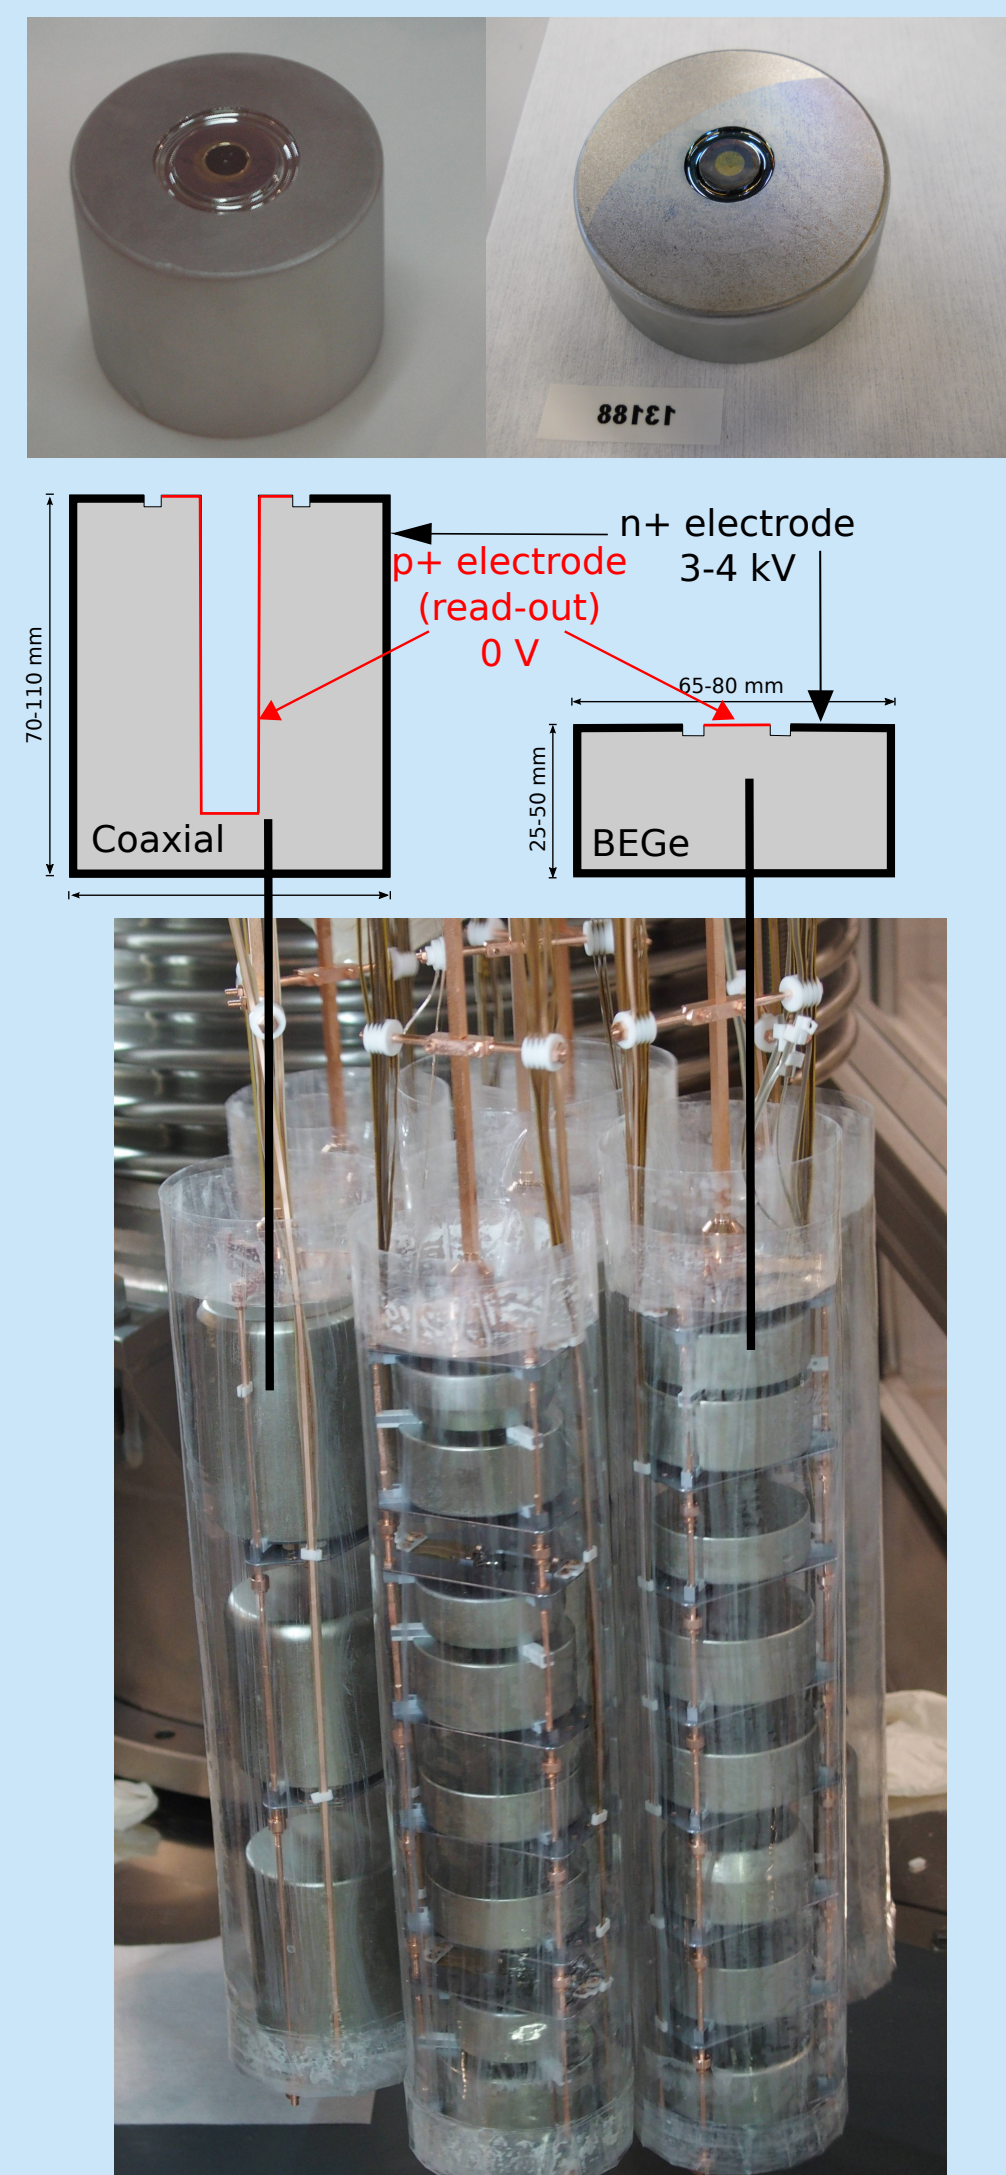 13188
n+ electrode
3-4 kV
p+ electrode
(read-out)
0 V
70-110 mm
65-80 mm
25-50 mm
Coaxial
BEGe